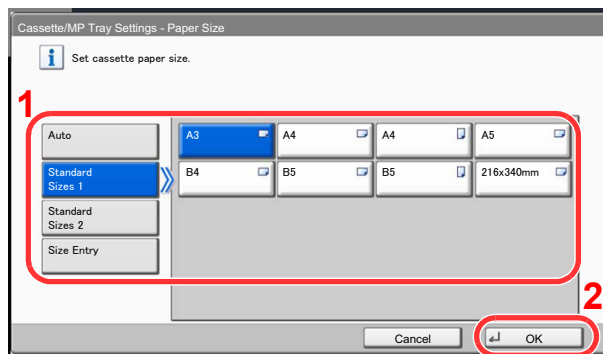 Cassette/MP Tray Settings - Paper Size
i Set cassette paper size.
1
Auto
A3 A4 A4 A5
Standard
Sizes 1
B4 B5 B5 216x340mm
Standard
Sizes 2
Size Entry
2
Cancel OK